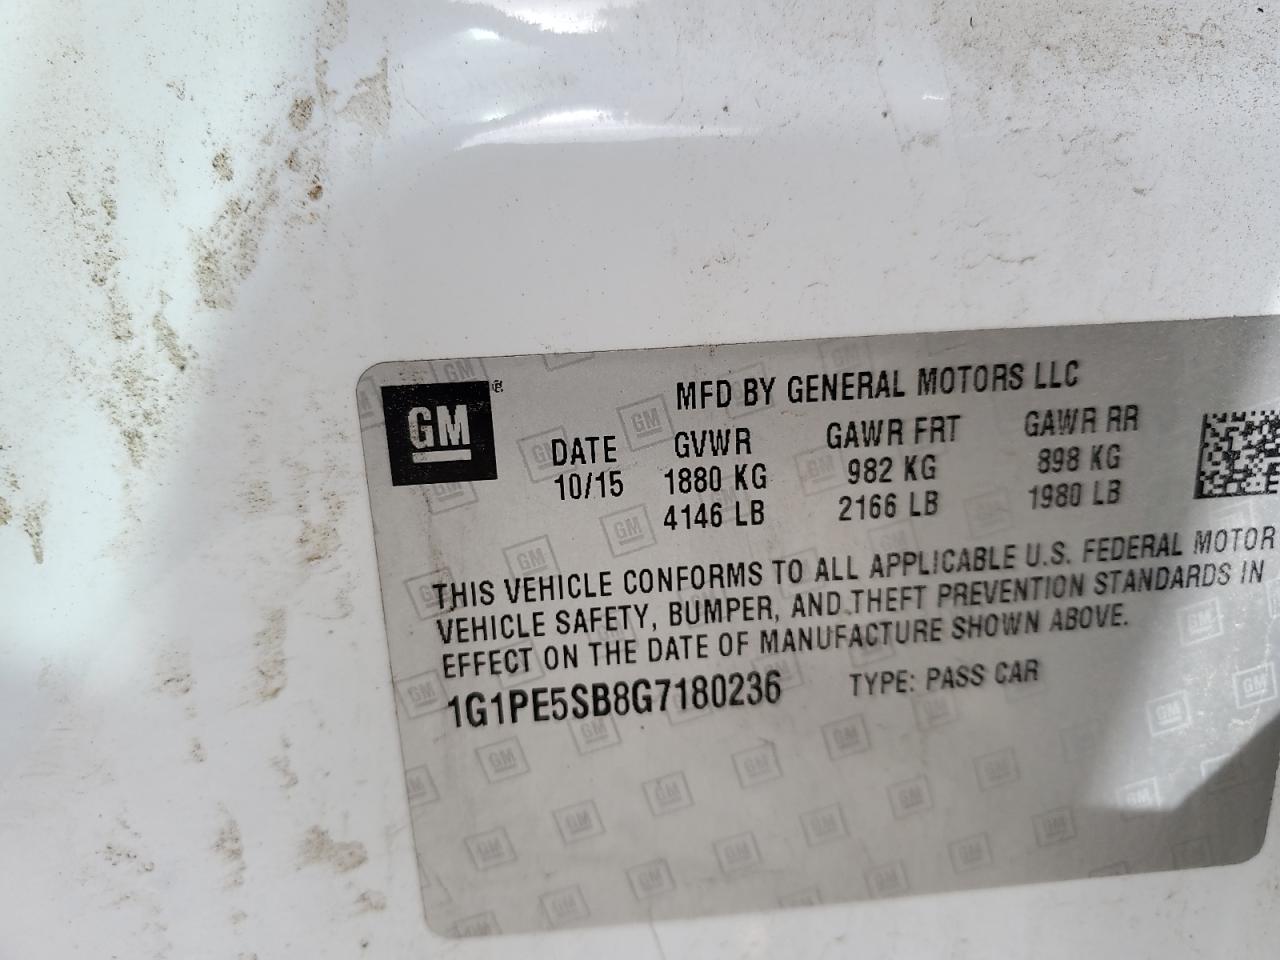 GM
MFD BY GENERAL MOTORS LLC
DATE GVWR GAWR FRT GAWR RR
10/15 1880 KG 982 KG 898 KG
4146 LB 2166 LB 1980 LB
THIS VEHICLE CONFORMS TO ALL APPLICABLE U.S. FEDERAL MOTOR
VEHICLE SAFETY, BUMPER, AND THEFT PREVENTION STANDARDS IN
EFFECT ON THE DATE OF MANUFACTURE SHOWN ABOVE.
1G1PE5SB8G7180236 TYPE: PASS CAR